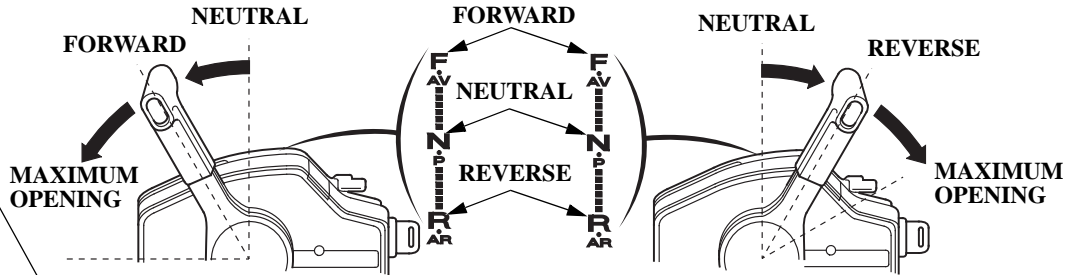 NEUTRAL
FORWARD
MAXIMUM
OPENING
FORWARD
NEUTRAL
REVERSE
F
AV
N
P
R
AR
F
AV
N
P
R
AR
NEUTRAL
REVERSE
MAXIMUM
OPENING